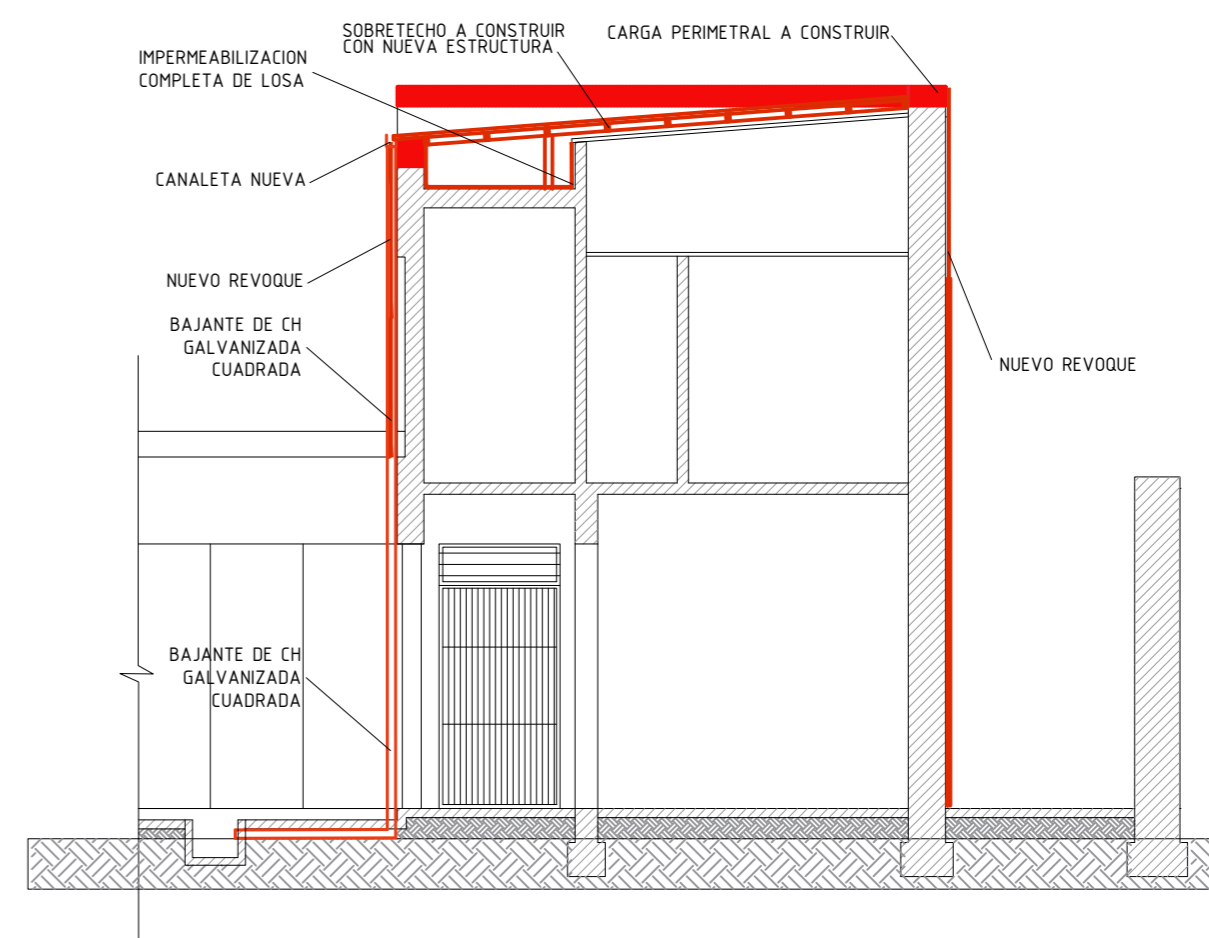 SOBRETECHO A CONSTRUIR
CON NUEVA ESTRUCTURA
CARGA PERIMETRAL A CONSTRUIR
IMPERMEABILIZACION
COMPLETA DE LOSA
CANALETA NUEVA
NUEVO REVOQUE
BAJANTE DE CH
GALVANIZADA
CUADRADA
NUEVO REVOQUE
BAJANTE DE CH
GALVANIZADA
CUADRADA